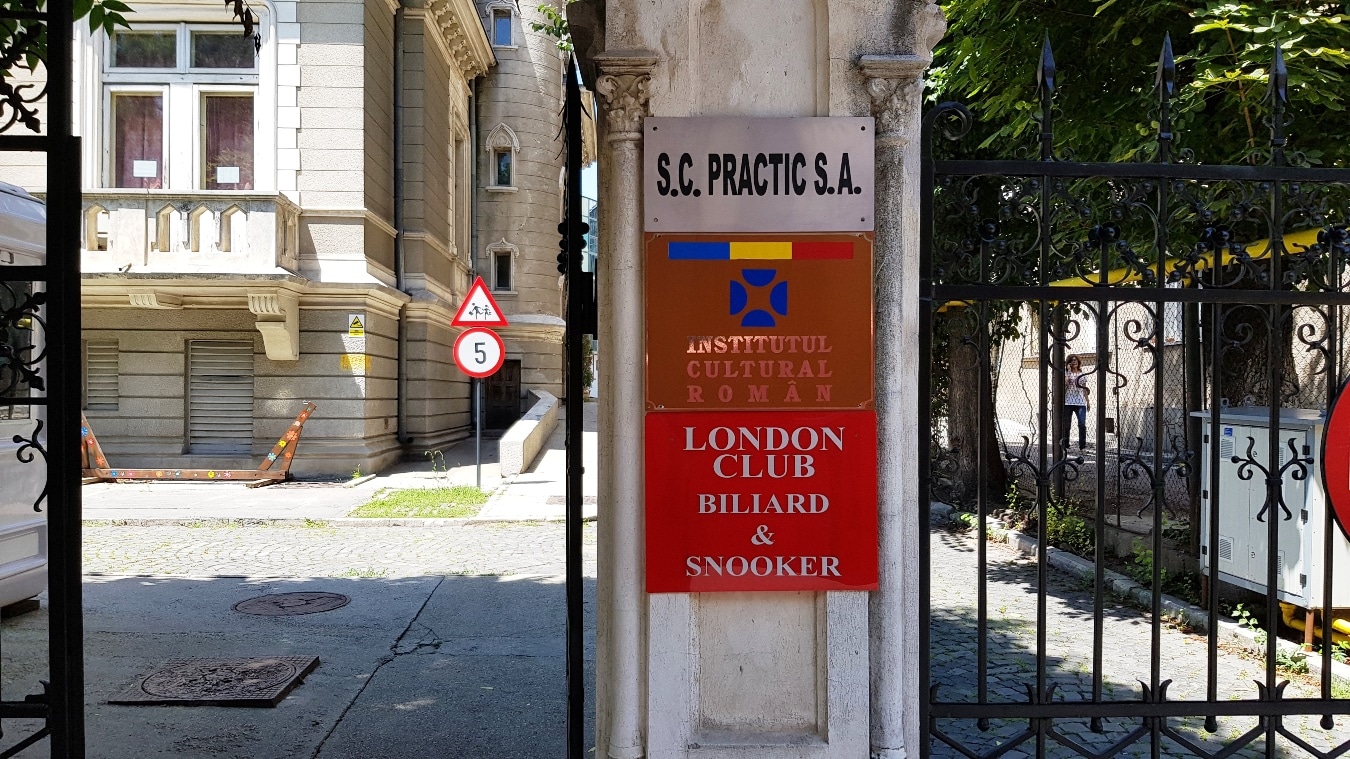 S.C. PRACTIC S.A.
INSTITUTUL
CULTURAL
ROMÂN
LONDON
CLUB
BILIARD
&
SNOOKER
5